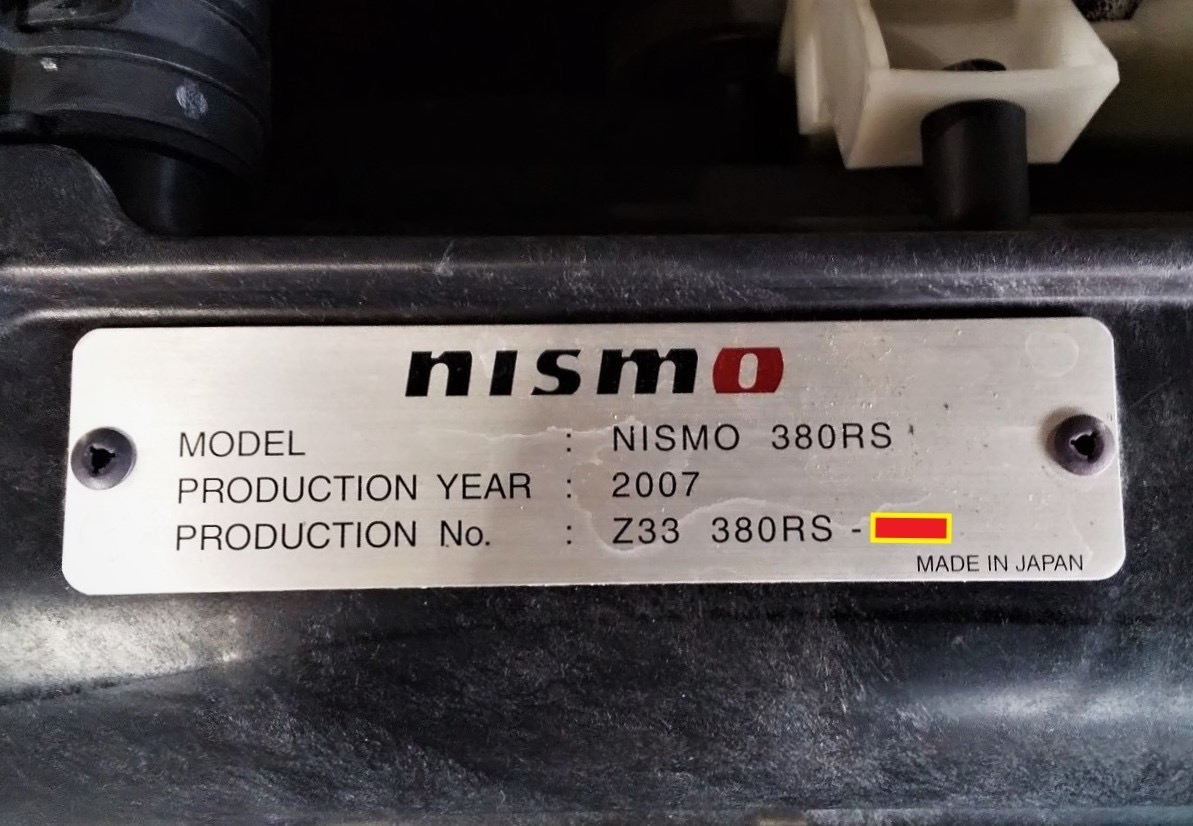 nismo
MODEL : NISMO 380RS
PRODUCTION YEAR : 2007
PRODUCTION No. : Z33 380RS -
MADE IN JAPAN